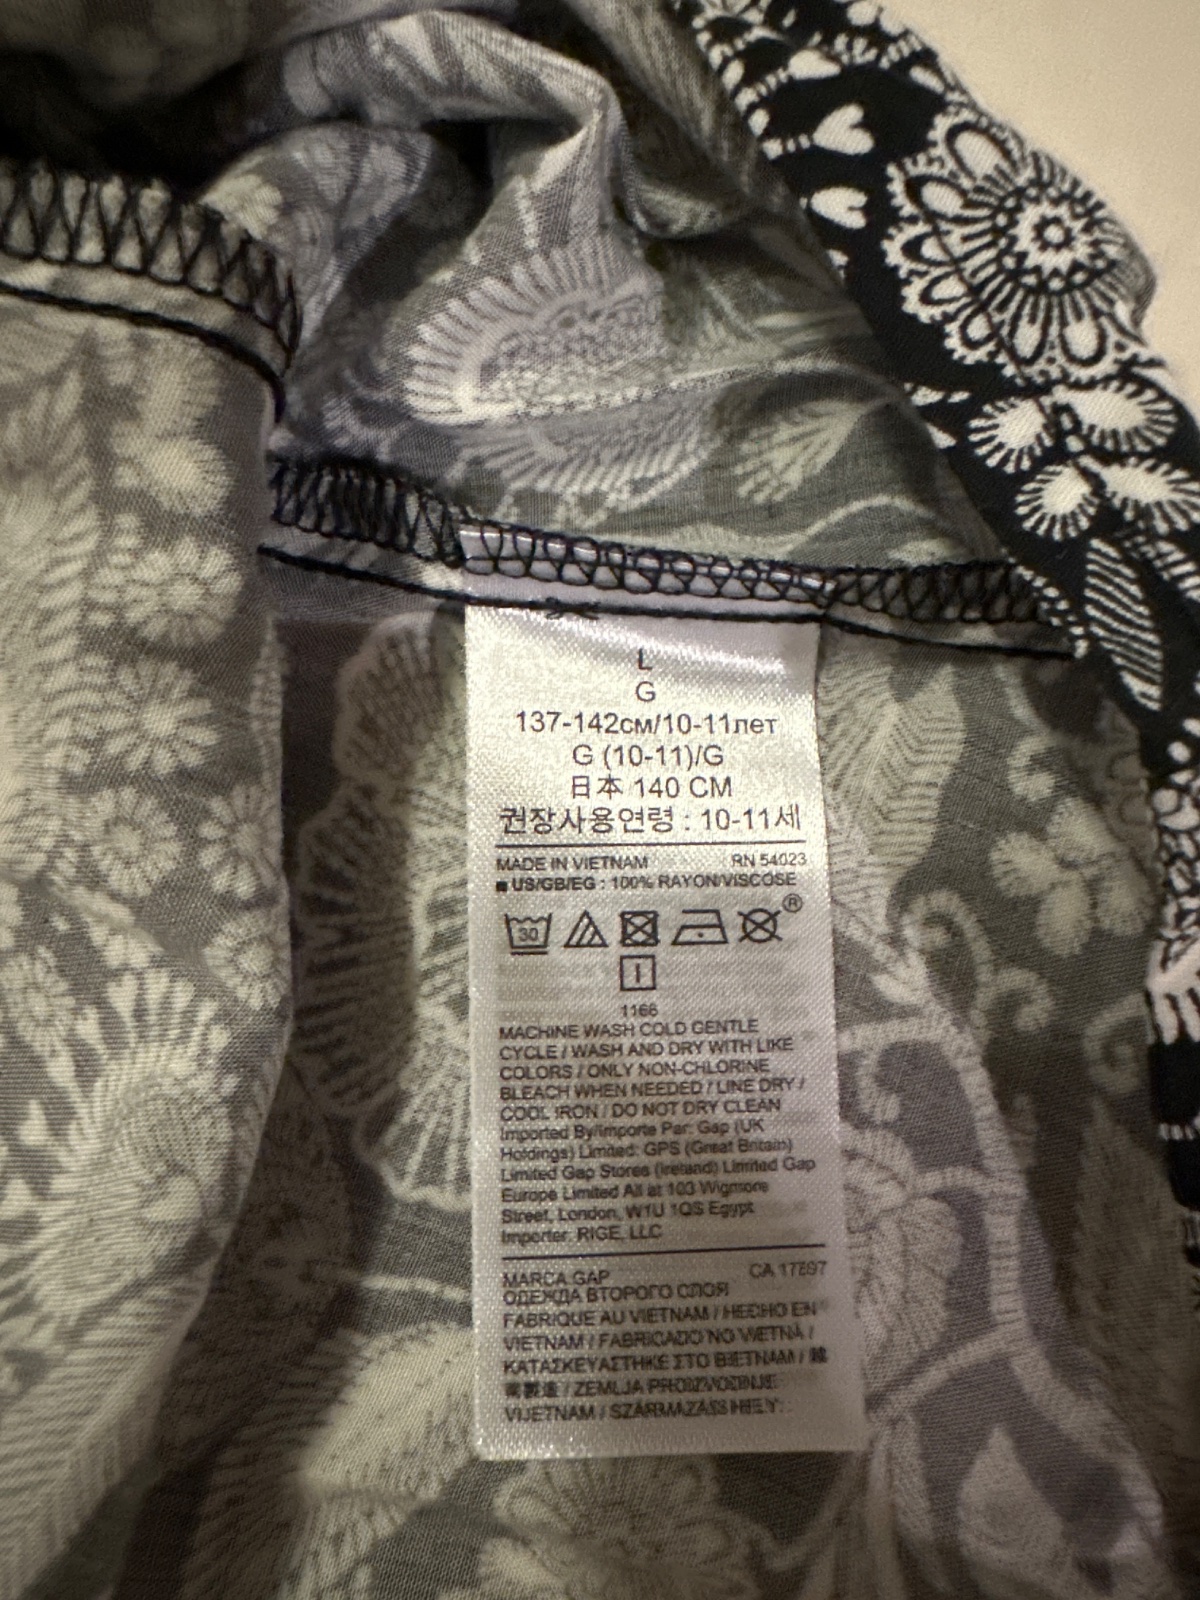 L
G
137-142см/10-11лет
G (10-11)/G
日本 140 CM
권장사용연령 : 10-11세
MADE IN VIETNAM RN 54023
■ US/GB/EG : 100% RAYON/VISCOSE
30 ®
I
1166
MACHINE WASH COLD GENTLE
CYCLE / WASH AND DRY WITH LIKE
COLORS / ONLY NON-CHLORINE
BLEACH WHEN NEEDED / LINE DRY /
COOL IRON / DO NOT DRY CLEAN
Imported By/Importe Par: Gap (UK
Holdings) Limited: GPS (Great Britain)
Limited Gap Stores (Ireland) Limited Gap
Europe Limited All at 103 Wigmore
Street, London, W1U 1QS Egypt
Importer: RIGE, LLC
MARCA GAP CA 17897
ОДЕЖДА ВТОРОГО СЛОЯ
FABRIQUE AU VIETNAM / HECHO EN
VIETNAM / FABRICADO NO VIETNÃ /
ΚΑΤΑΣΚΕΥΑΣΤΗΚΕ ΣΤΟ ΒΙΕΤΝΑΜ / 越
南製造 / ZEMLJA PROIZVODNJE:
VIJETNAM / SZÁRMAZÁSI HELY: